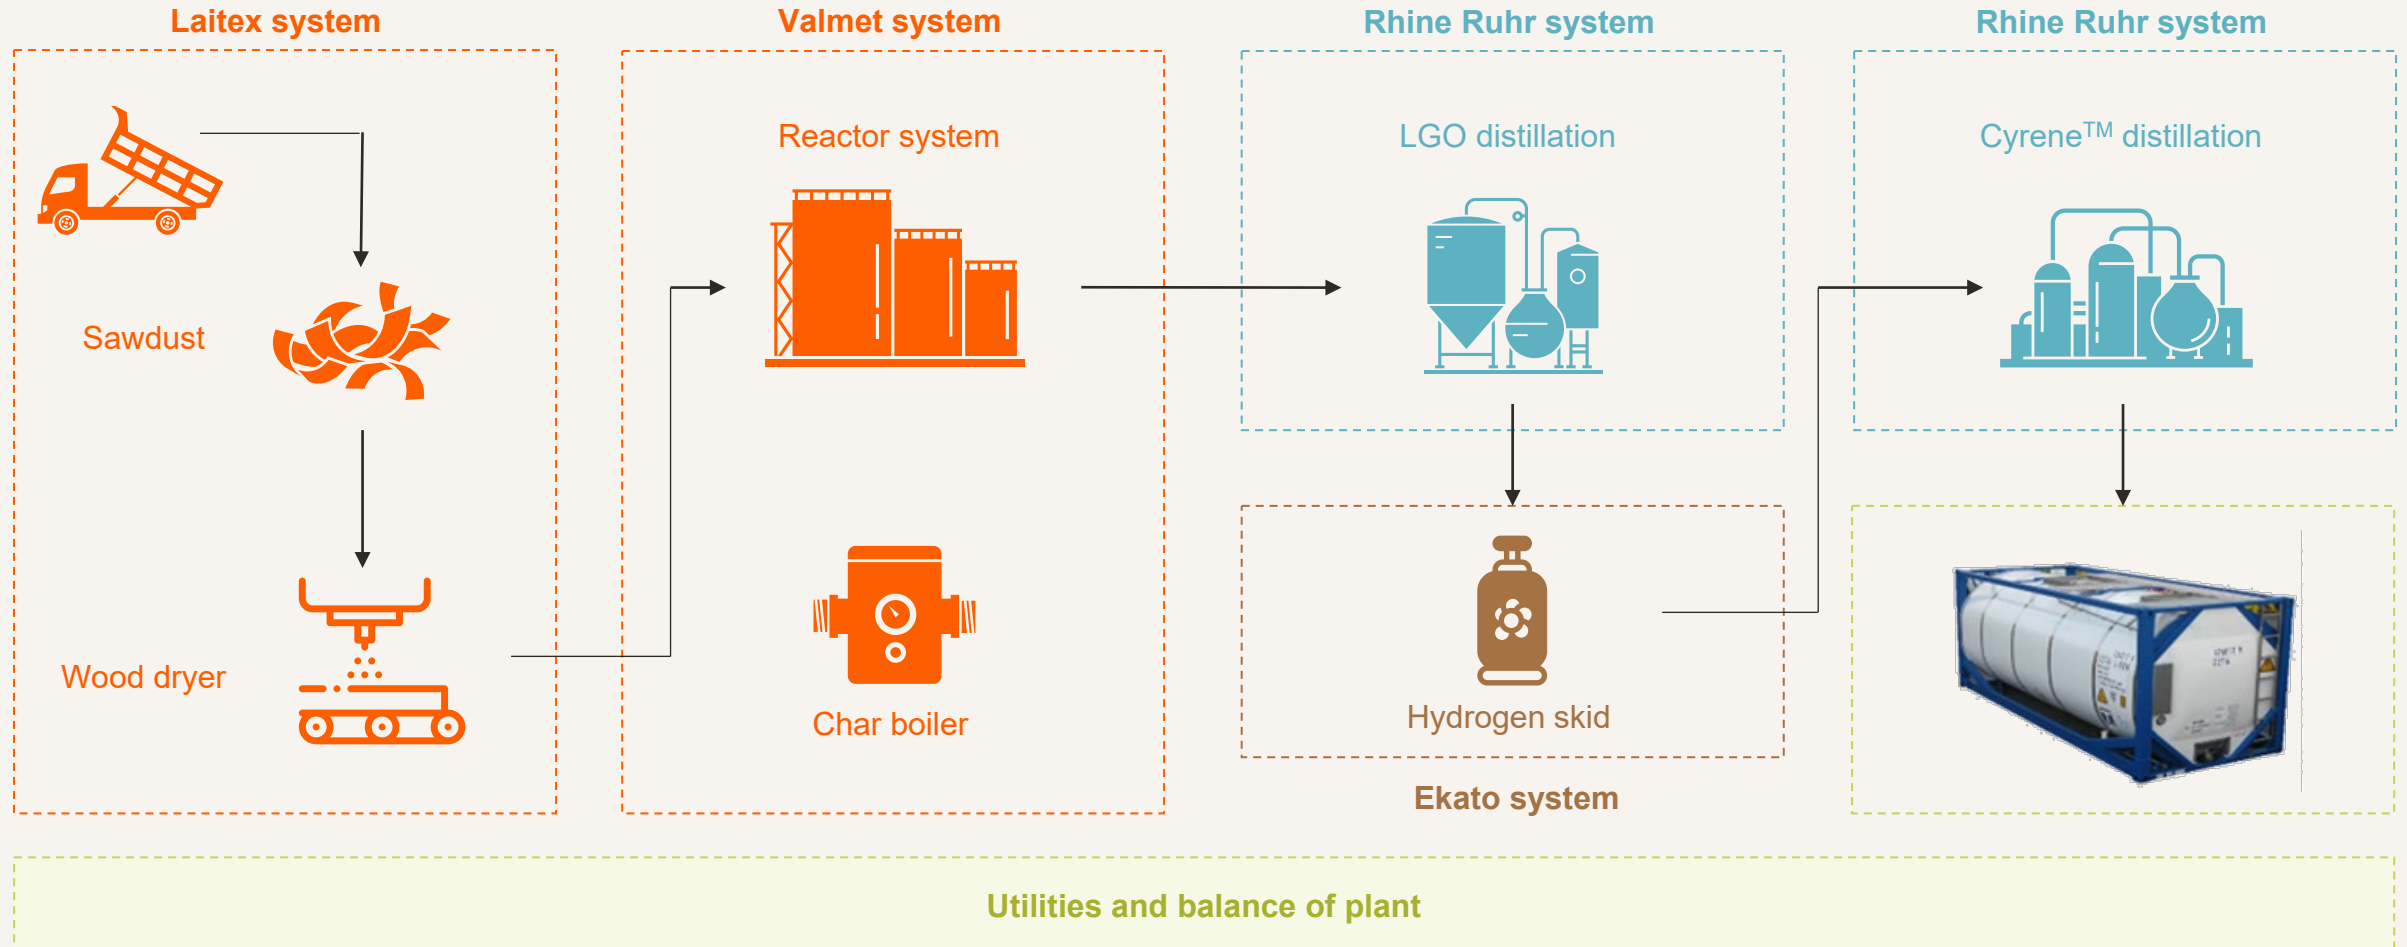 Laitex system
Valmet system
Rhine Ruhr system
Rhine Ruhr system
Reactor system
LGO distillation
Cyrene™ distillation
Sawdust
Wood dryer
Char boiler
Hydrogen skid
Ekato system
Utilities and balance of plant